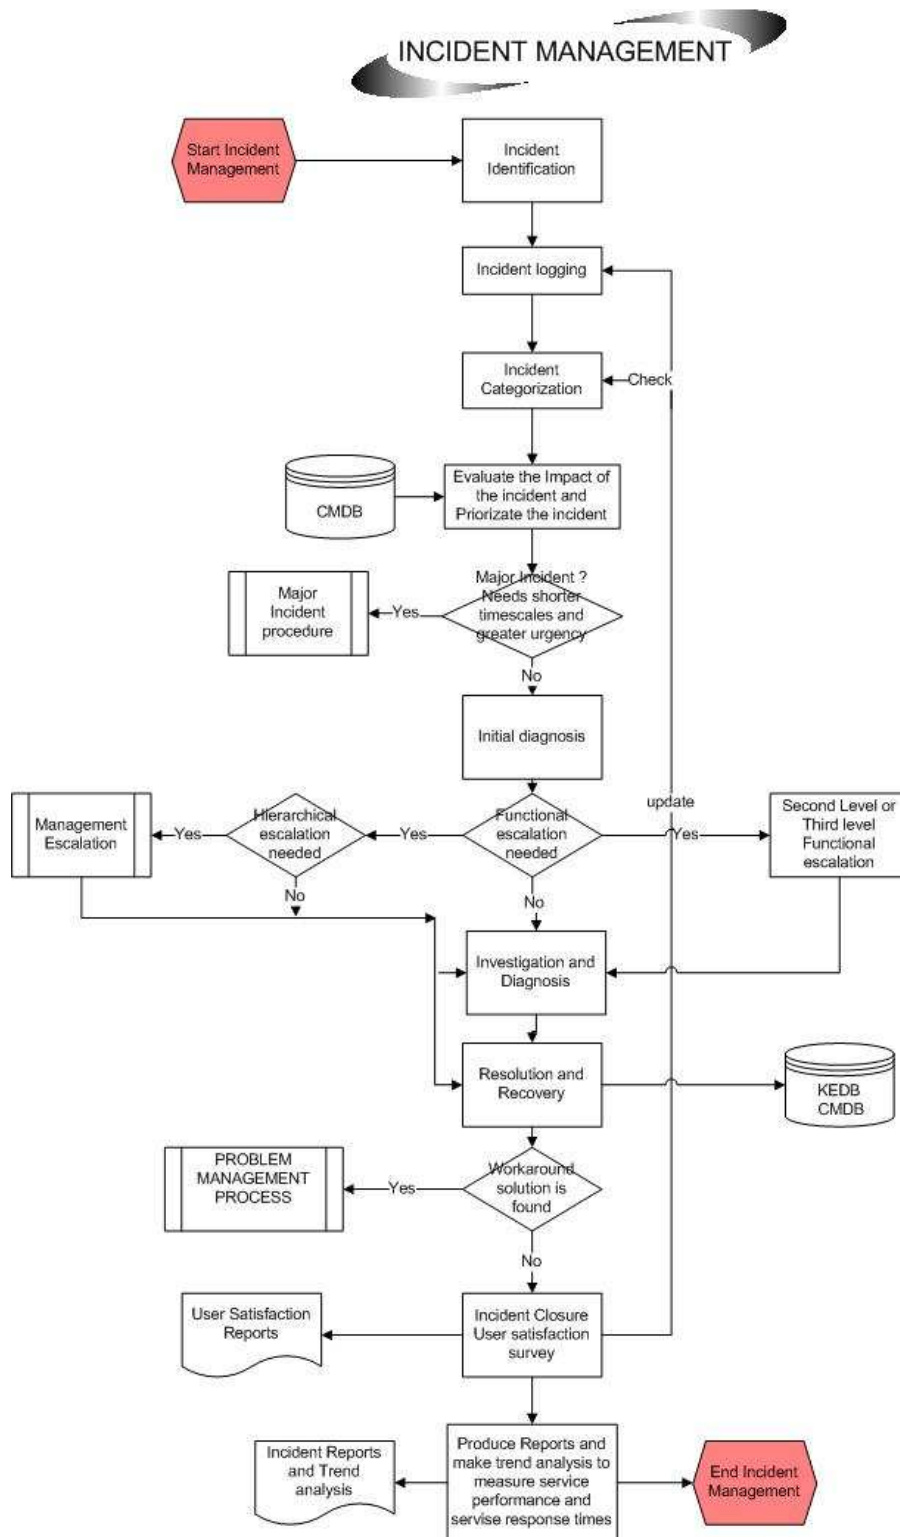 INCIDENT MANAGEMENT
Start Incident
Management
Incident
Identification
Incident logging
Incident
Categorization
Check
CMDB
Evaluate the Impact of
the incident and
Priorizate the incident
Major
Incident
procedure
Yes
Major Incident ?
Needs shorter
timescales and
greater urgency
No
Initial diagnosis
Management
Escalation
Yes
Hierarchical
escalation
needed
Yes
Functional
escalation
needed
update
Yes
Second Level or
Third level
Functional
escalation
No
No
Investigation and
Diagnosis
Resolution and
Recovery
KEDB
CMDB
PROBLEM
MANAGEMENT
PROCESS
Yes
Workaround
solution is
found
No
User Satisfaction
Reports
Incident Closure
User satisfaction
survey
Incident Reports
and Trend
analysis
Produce Reports and
make trend analysis to
measure service
performance and
servise response times
End Incident
Management